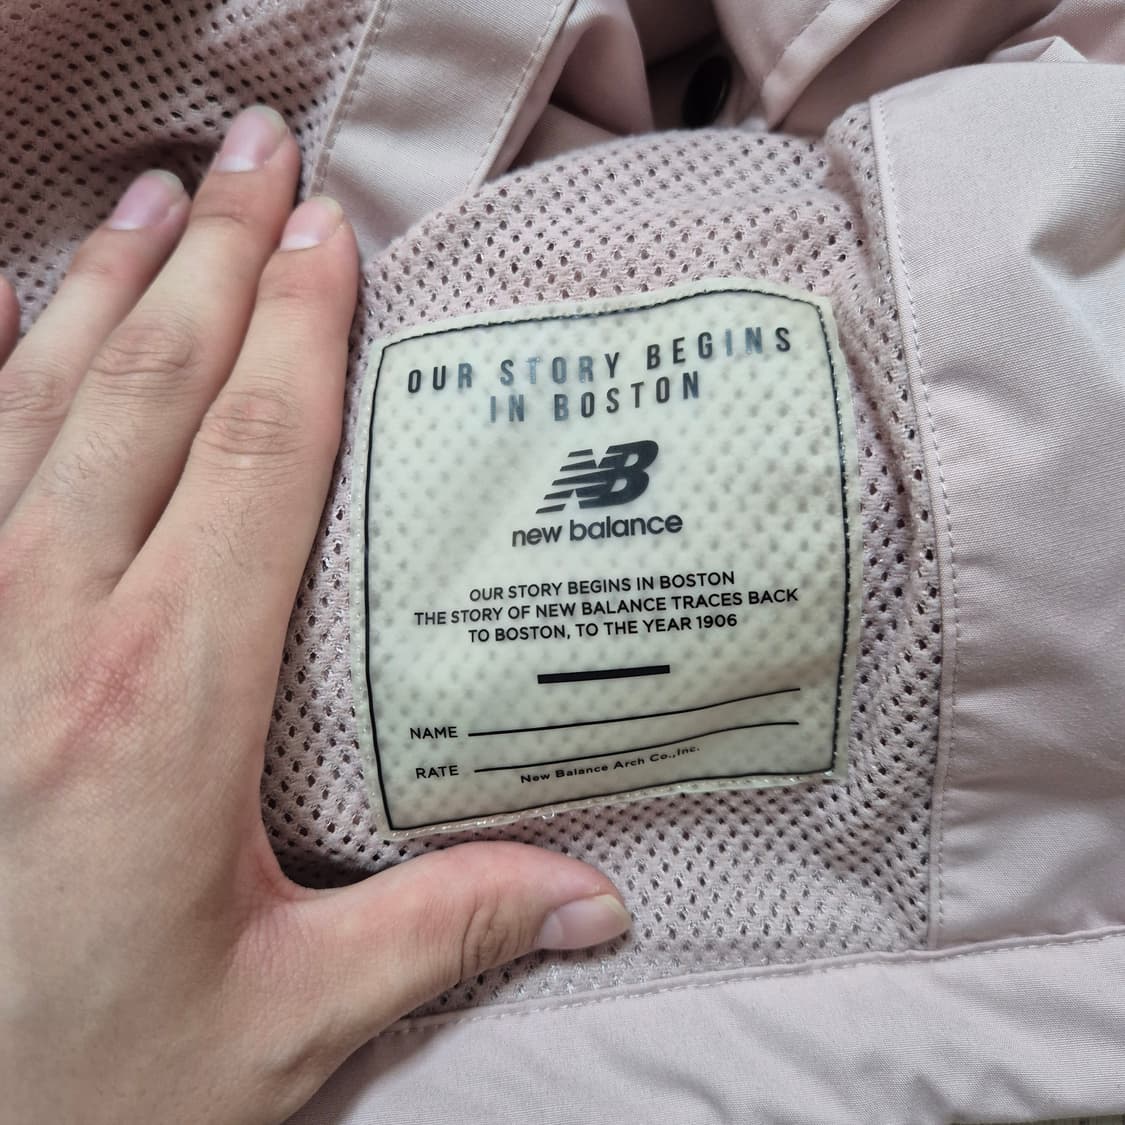 OUR STORY BEGINS
IN BOSTON
NB
new balance
OUR STORY BEGINS IN BOSTON
THE STORY OF NEW BALANCE TRACES BACK
TO BOSTON, TO THE YEAR 1906
NAME
RATE
New Balance Arch Co.,Inc.